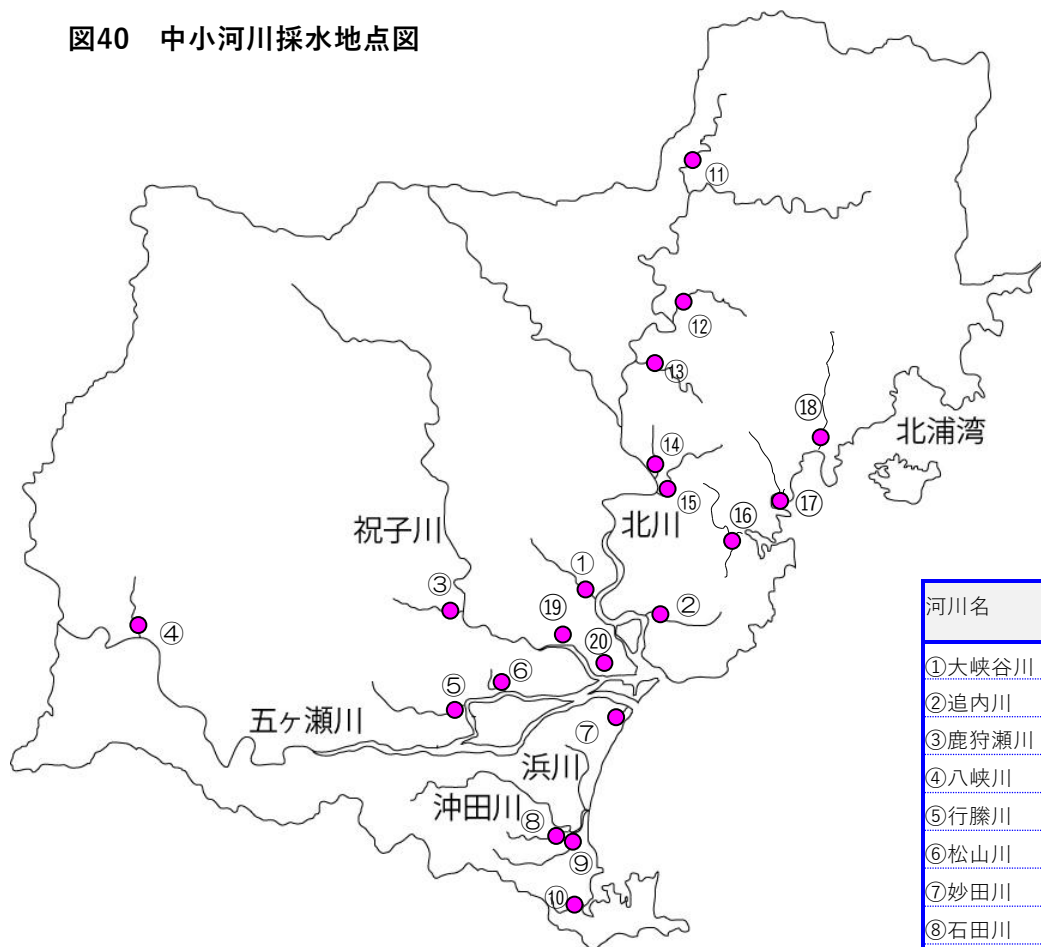 図40 中小河川採水地点図
⑪
⑫
⑬
⑱
北浦湾
⑭
⑮
⑰
祝子川
北川
⑯
①
③
⑲
②
④
⑳
⑥
⑤
五ヶ瀬川
⑦
浜川
沖田川
⑧
⑨
⑩
河川名
①大峡谷川
②追内川
③鹿狩瀬川
④八峡川
⑤行縢川
⑥松山川
⑦妙田川
⑧石田川